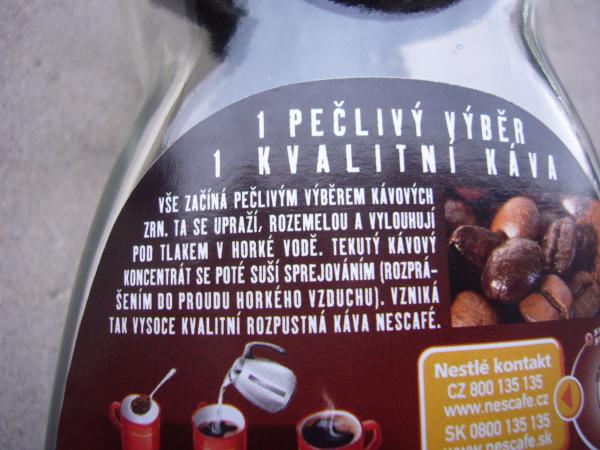 1 PEČLIVÝ VÝBĚR
1 KVALITNÍ KÁVA
VŠE ZAČÍNÁ PEČLIVÝM VÝBĚREM KÁVOVÝCH
ZRN. TA SE UPRAŽÍ, ROZEMELOU A VYLOUHUJÍ
POD TLAKEM V HORKÉ VODĚ. TEKUTÝ KÁVOVÝ
KONCENTRÁT SE POTÉ SUŠÍ SPREJOVÁNÍM (ROZPRÁ-
ŠENÍM DO PROUDU HORKÉHO VZDUCHU). VZNIKÁ
TAK VYSOCE KVALITNÍ ROZPUSTNÁ KÁVA NESCAFÉ.
Nestlé kontakt
CZ 800 135 135
www.nescafe.cz
SK 0800 135 135
www.nescafe.sk